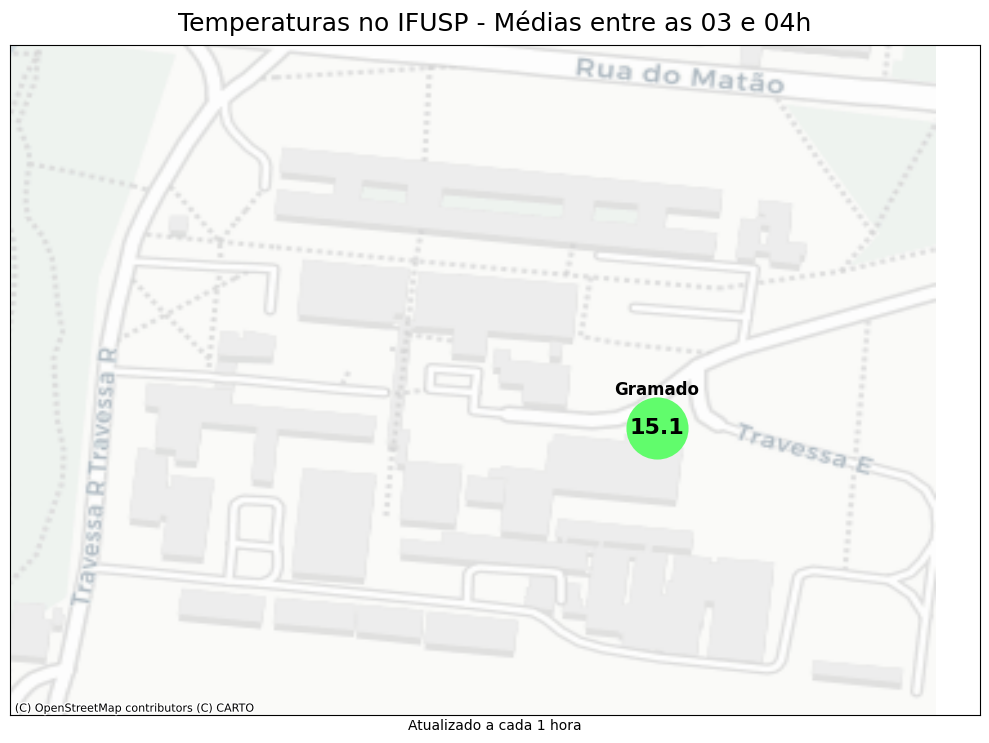 Temperaturas no IFUSP - Médias entre as 03 e 04h
Rua do Matão
Travessa R
Travessa R
Gramado
15.1
Travessa E
(C) OpenStreetMap contributors (C) CARTO
Atualizado a cada 1 hora